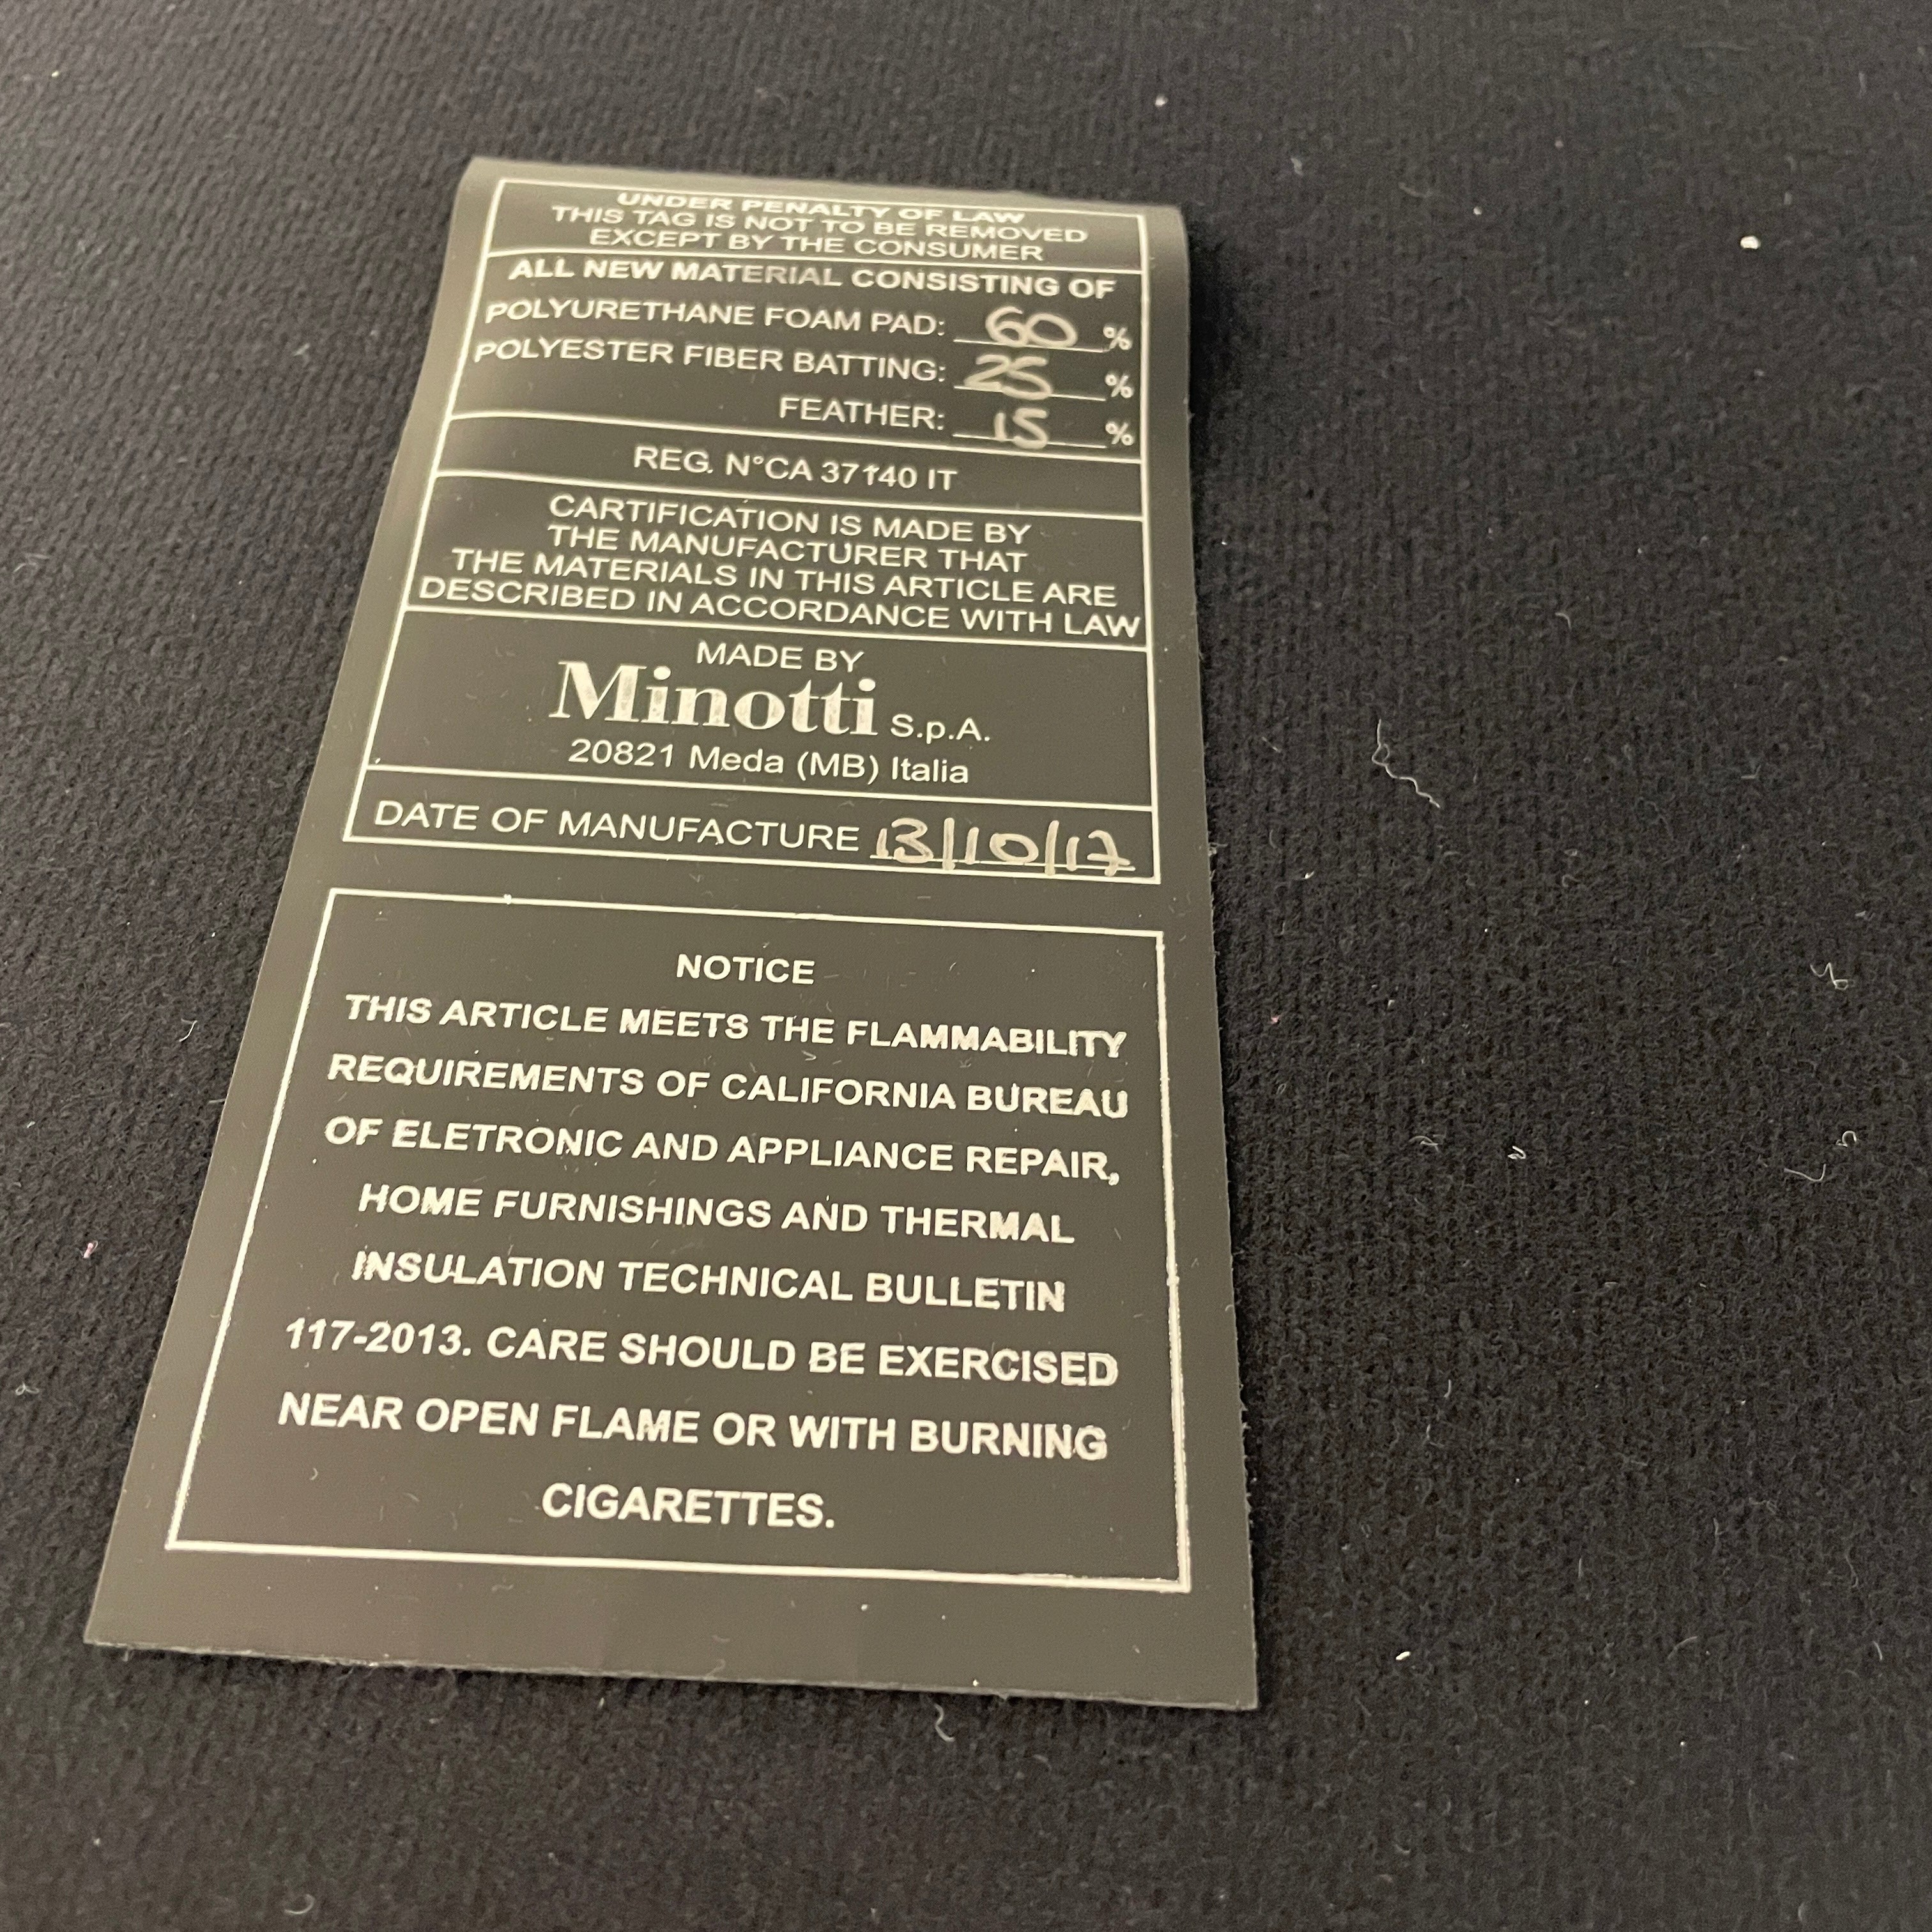 UNDER PENALTY OF LAW
THIS TAG IS NOT TO BE REMOVED
EXCEPT BY THE CONSUMER
ALL NEW MATERIAL CONSISTING OF
POLYURETHANE FOAM PAD: 60 %
POLYESTER FIBER BATTING: 25 %
FEATHER: 15 %
REG. N°CA 37140 IT
CARTIFICATION IS MADE BY
THE MANUFACTURER THAT
THE MATERIALS IN THIS ARTICLE ARE
DESCRIBED IN ACCORDANCE WITH LAW
MADE BY
Minotti S.p.A.
20821 Meda (MB) Italia
DATE OF MANUFACTURE 13/10/17
NOTICE
THIS ARTICLE MEETS THE FLAMMABILITY
REQUIREMENTS OF CALIFORNIA BUREAU
OF ELETRONIC AND APPLIANCE REPAIR,
HOME FURNISHINGS AND THERMAL
INSULATION TECHNICAL BULLETIN
117-2013. CARE SHOULD BE EXERCISED
NEAR OPEN FLAME OR WITH BURNING
CIGARETTES.